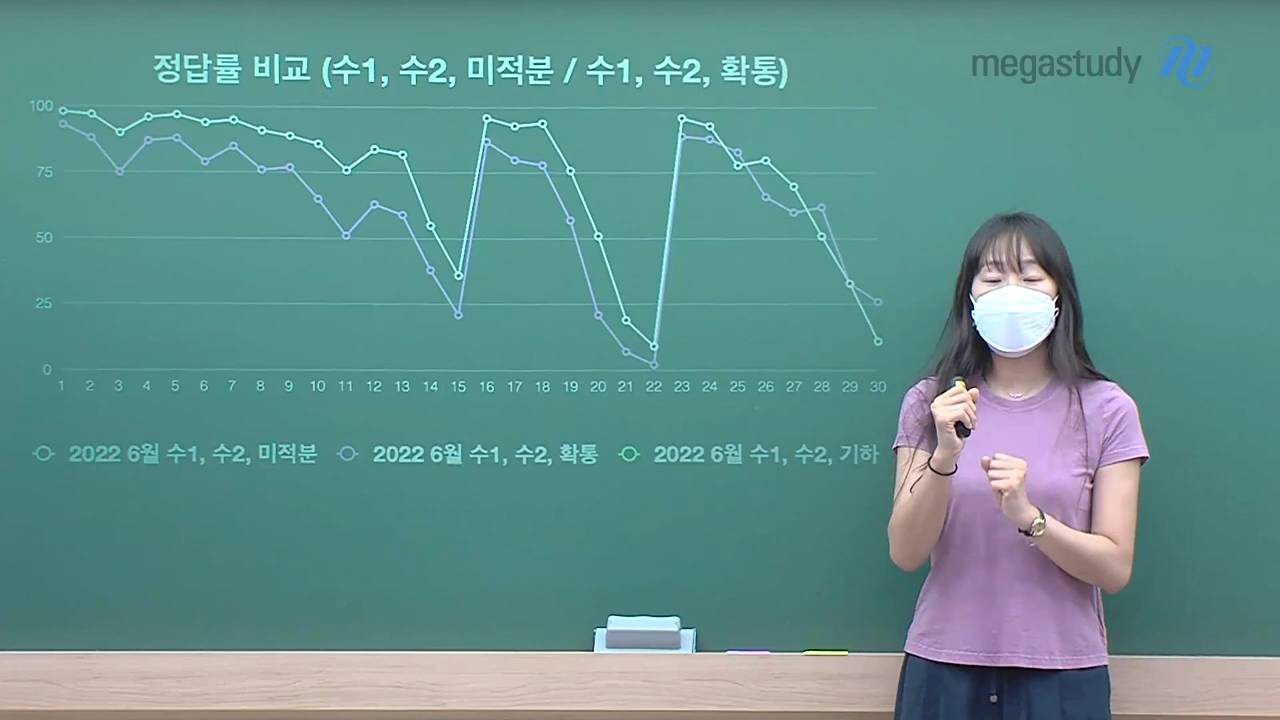 정답률 비교 (수1, 수2, 미적분 / 수1, 수2, 확통)
megastudy
100
75
50
25
0
1 2 3 4 5 6 7 8 9 10 11 12 13 14 15 16 17 18 19 20 21 22 23 24 25 26 27 28 29 30
2022 6월 수1, 수2, 미적분 2022 6월 수1, 수2, 확통 2022 6월 수1, 수2, 기하